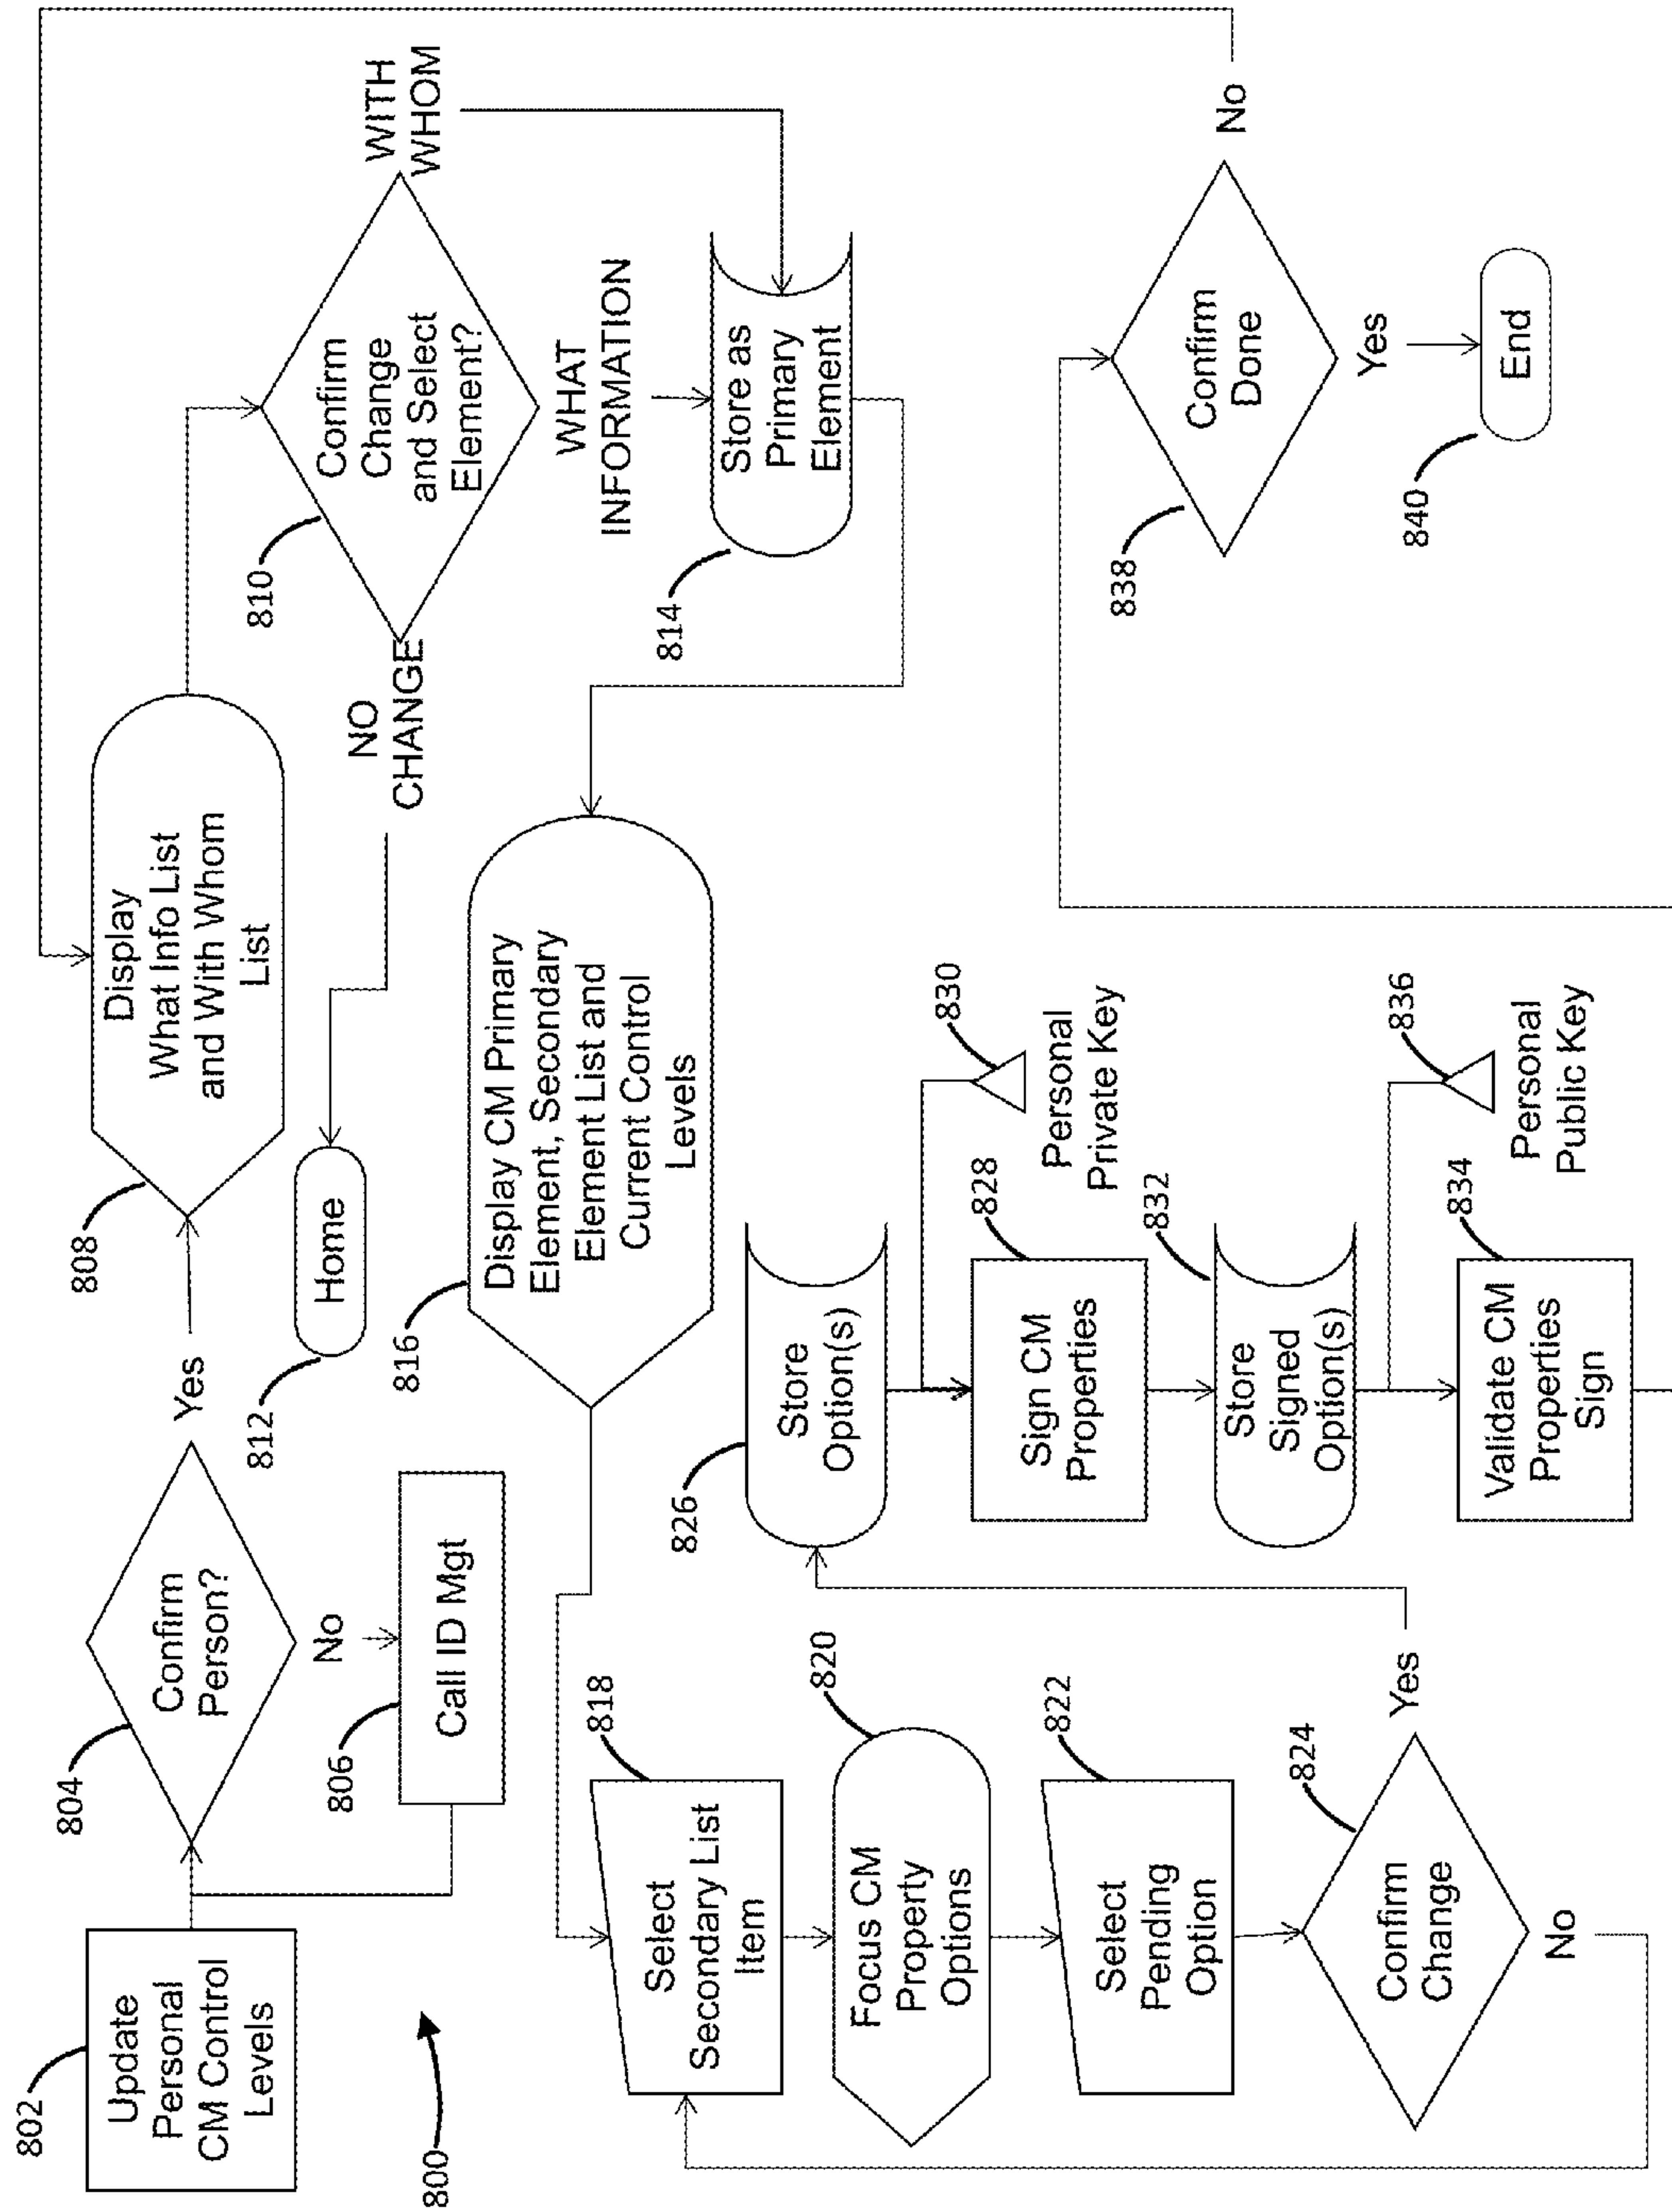 802
Update
Personal
CM Control
Levels
800
804
Confirm
Person?
Yes
No
806
Call ID Mgt
808
Display
What Info List
and With Whom
List
810
Confirm
Change
and Select
Element?
WITH
WHOM
NO
CHANGE
WHAT
INFORMATION
812
Home
814
Store as
Primary
Element
816
Display CM Primary
Element, Secondary
Element List and
Current Control
Levels
818
Select
Secondary List
Item
820
Focus CM
Property
Options
822
Select
Pending
Option
824
Confirm
Change
Yes
No
826
Store
Option(s)
830
Personal
Private Key
828
Sign CM
Properties
832
Store
Signed
Option(s)
836
Personal
Public Key
834
Validate CM
Properties
Sign
838
Confirm
Done
No
Yes
840
End